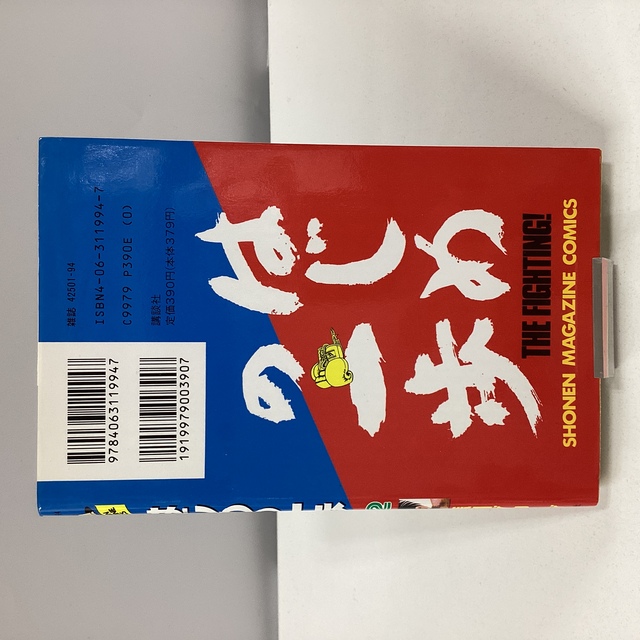 9784063119947
1919979003907
雑誌 42501-94
ISBN4-06-311994-7
C9979 P390E (0)
講談社
定価390円(本体379円)
はじめ
の一歩
THE FIGHTING!
SHONEN MAGAZINE COMICS